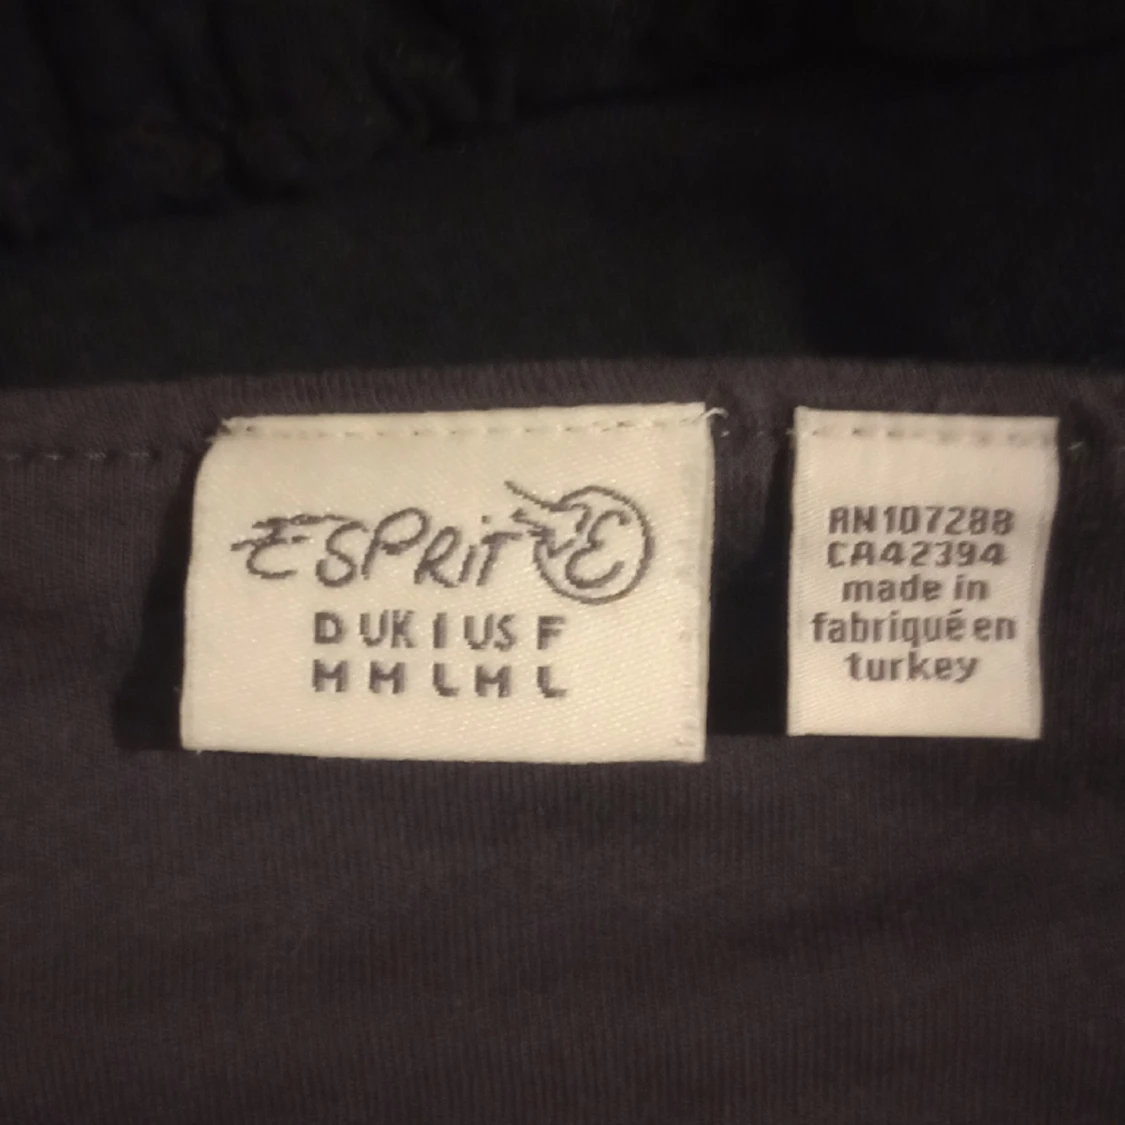 ESPRiT E
D UK I US F
M M L M L
RN107288
CA42394
made in
fabriqué en
turkey